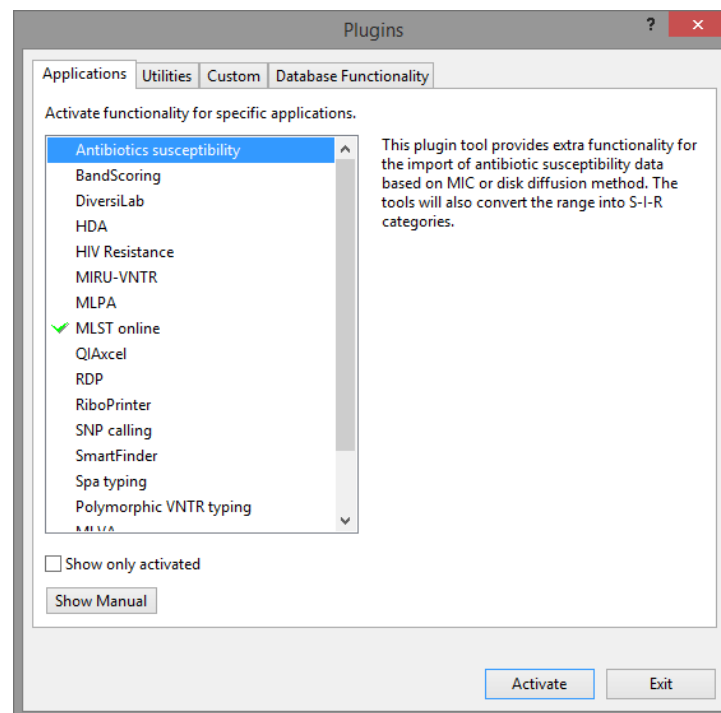 Plugins
?
Applications
Utilities
Custom
Database Functionality
Activate functionality for specific applications.
Antibiotics susceptibility
BandScoring
DiversiLab
HDA
HIV Resistance
MIRU-VNTR
MLPA
MLST online
QIAxcel
RDP
RiboPrinter
SNP calling
SmartFinder
Spa typing
Polymorphic VNTR typing
MLVA
This plugin tool provides extra functionality for
the import of antibiotic susceptibility data
based on MIC or disk diffusion method. The
tools will also convert the range into S-I-R
categories.
Show only activated
Show Manual
Activate
Exit